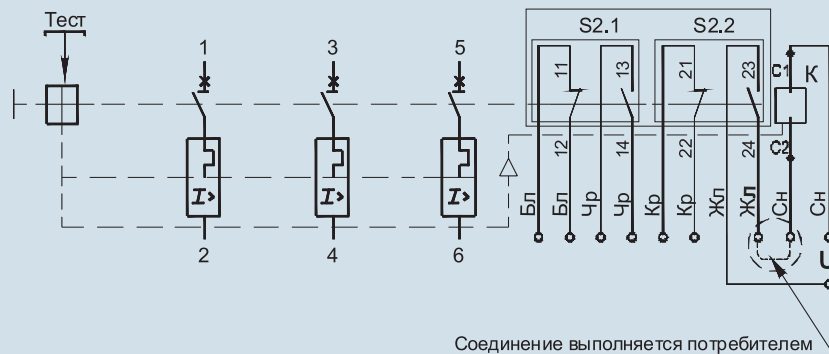 Тест
1 3 5
S2.1 S2.2
11 13 21 23
C1 К
I> I> I>
12 14 22 24
C2
2 4 6
Бл Бл Чр Чр Кр Кр Жл Жл Сн Сн
U
Соединение выполняется потребителем